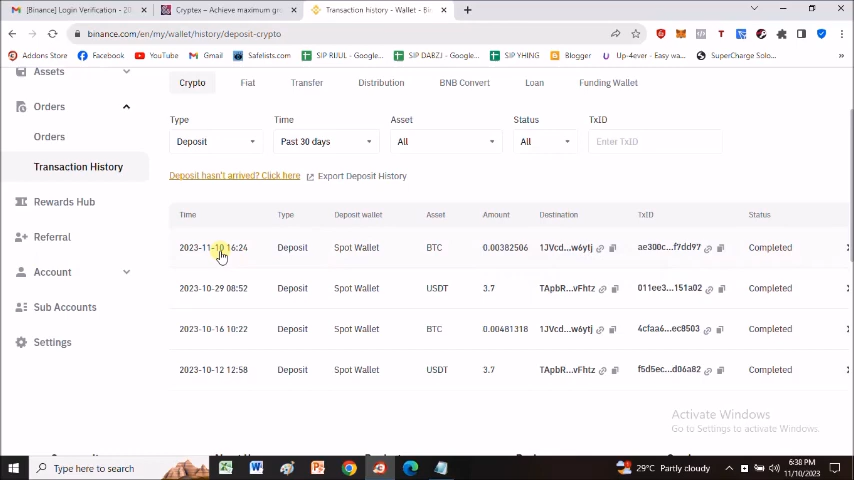 [Binance] Login Verification - 20
Cryptex – Achieve maximum gr
Transaction history - Wallet - Bin
binance.com/en/my/wallet/history/deposit-crypto
Addons Store
Facebook
YouTube
Gmail
Safelists.com
SIP RIJUL - Google...
SIP DABZJ - Google...
SIP YHING
Blogger
Up-4ever - Easy wa...
SuperCharge Solo...
Assets
Crypto Fiat Transfer Distribution BNB Convert Loan Funding Wallet
Orders
Orders
Transaction History
Rewards Hub
Referral
Account
Sub Accounts
Settings
Type Time Asset Status TxID
Deposit Past 30 days All All Enter TxID
Deposit hasn't arrived? Click here Export Deposit History
Time Type Deposit wallet Asset Amount Destination TxID Status
2023-11-10 16:24 Deposit Spot Wallet BTC 0.00382506 1JVcd...w6ytj ae300c...f7dd97 Completed
2023-10-29 08:52 Deposit Spot Wallet USDT 3.7 TApbR...vFhtz 011ee3...151a02 Completed
2023-10-16 10:22 Deposit Spot Wallet BTC 0.00481318 1JVcd...w6ytj 4cfaa6...ec8503 Completed
2023-10-12 12:58 Deposit Spot Wallet USDT 3.7 TApbR...vFhtz f5d5ec...d06a82 Completed
Activate Windows
Go to Settings to activate Windows.
Type here to search
29°C Partly cloudy
6:38 PM
11/10/2023